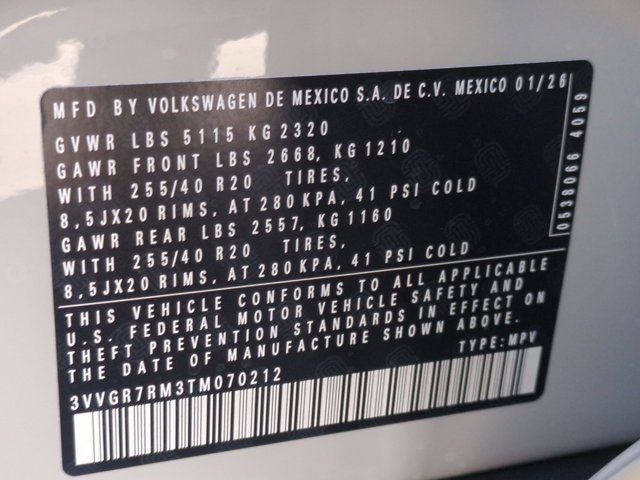 MFD BY VOLKSWAGEN DE MEXICO S.A. DE C.V. MEXICO 01/26
GVWR LBS 5115 KG 2320
GAWR FRONT LBS 2668, KG 1210
WITH 255/40 R20 TIRES,
8,5JX20 RIMS, AT 280 KPA, 41 PSI COLD
GAWR REAR LBS 2557, KG 1160
WITH 255/40 R20 TIRES,
8,5JX20 RIMS, AT 280 KPA, 41 PSI COLD
0538066 4059
THIS VEHICLE CONFORMS TO ALL APPLICABLE
U.S. FEDERAL MOTOR VEHICLE SAFETY AND
THEFT PREVENTION STANDARDS IN EFFECT ON
THE DATE OF MANUFACTURE SHOWN ABOVE.
TYPE: MPV
3VVGR7RM3TM070212